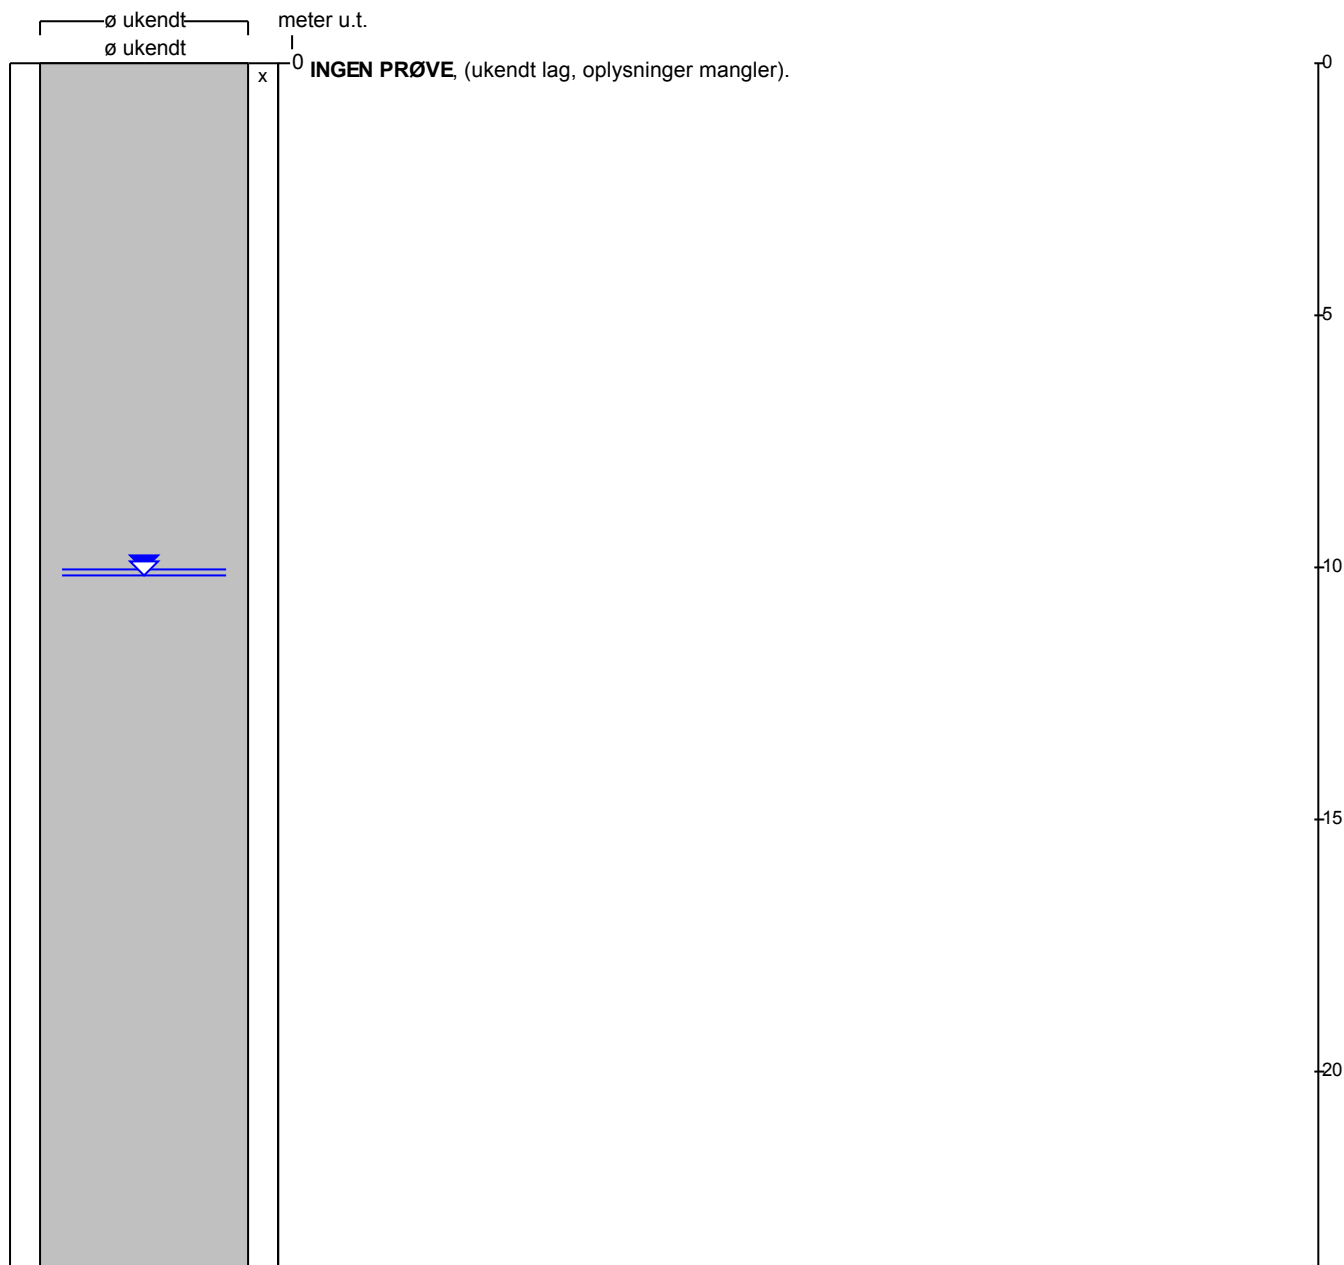 ø ukendt meter u.t.
ø ukendt
0 INGEN PRØVE, (ukendt lag, oplysninger mangler). 0
x
5
10
15
20